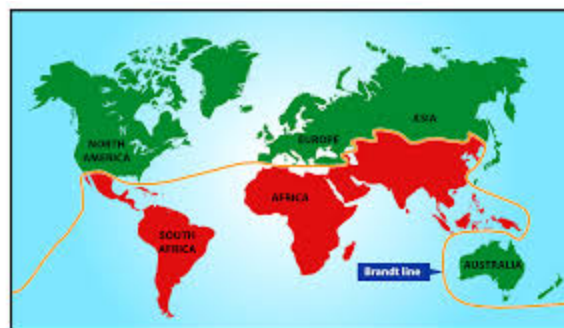 NORTH
AMERICA
EUROPE
ASIA
AFRICA
SOUTH
AFRICA
AUSTRALIA
Brandt line